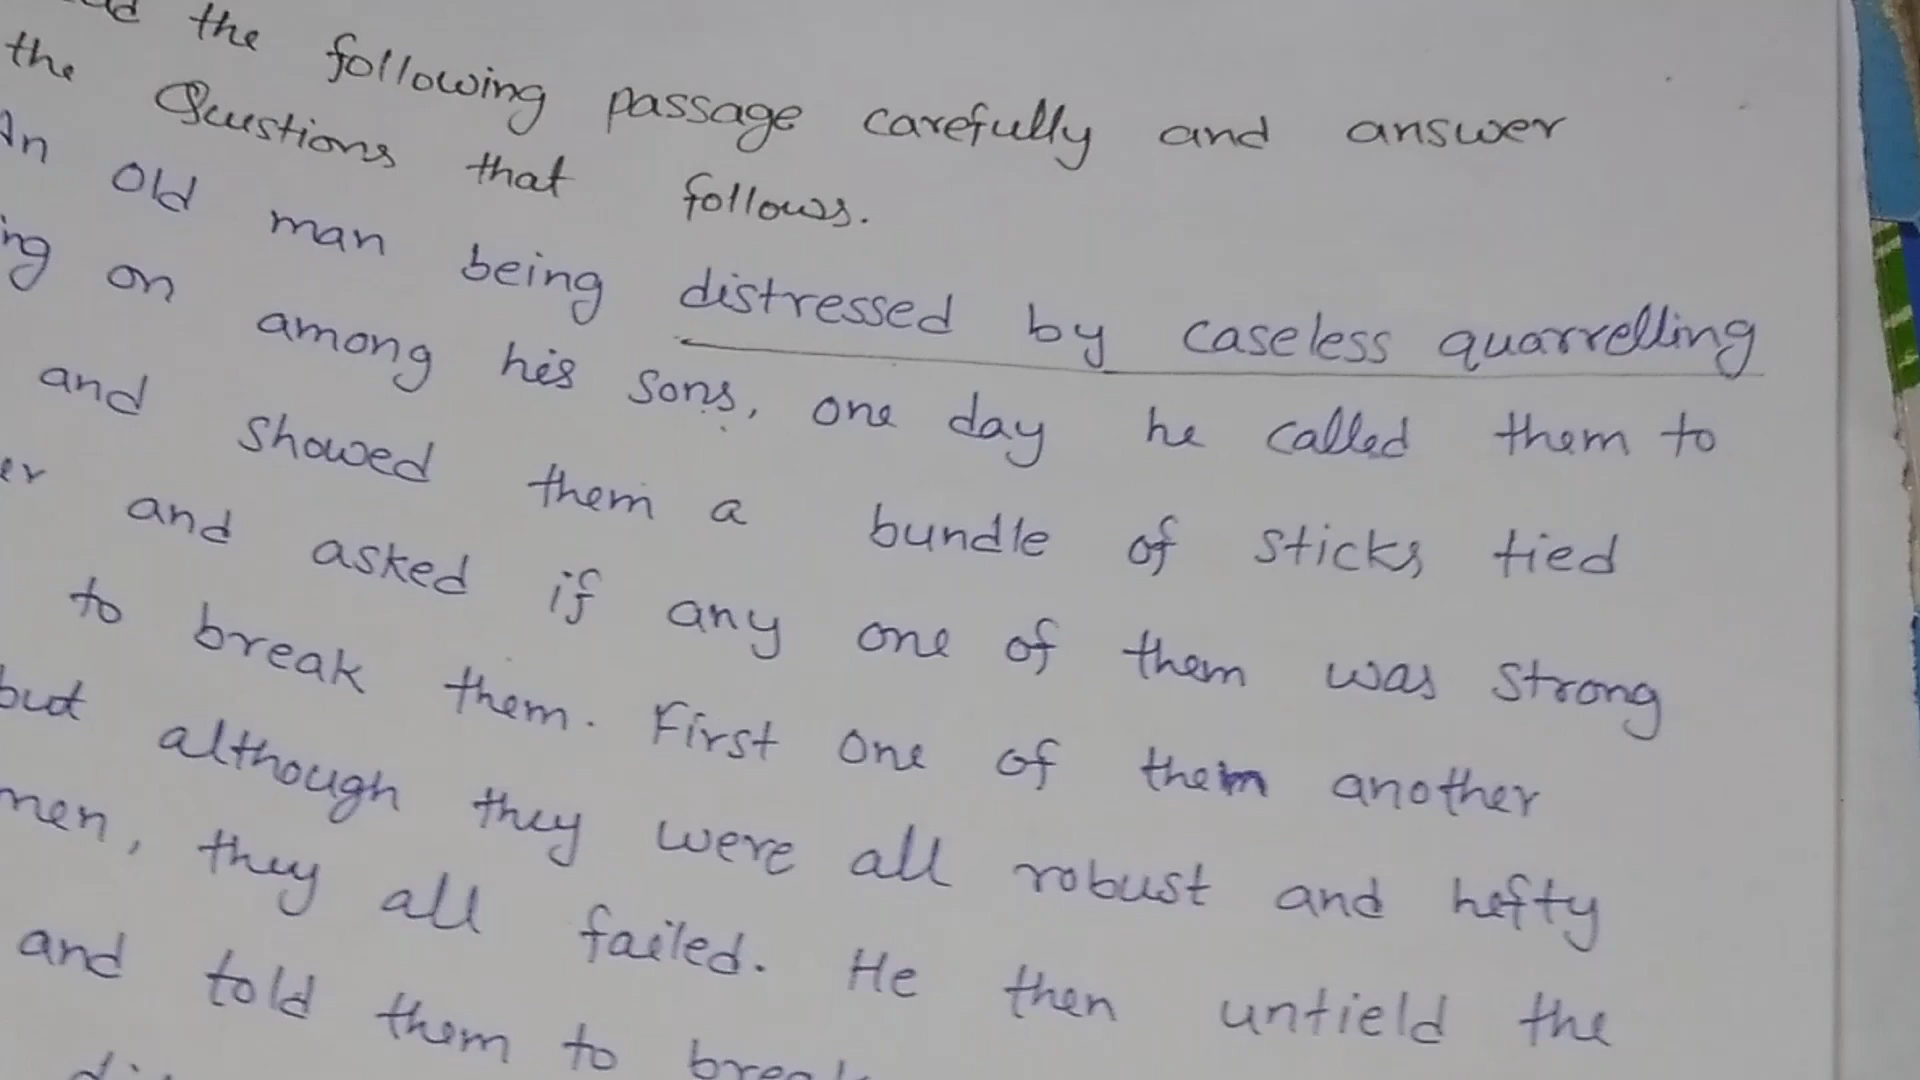 the following passage carefully and answer
the Questions that follows.
An old man being distressed by caseless quarrelling
ing on among his sons, one day he called them to
and showed them a bundle of sticks tied
er and asked if any one of them was strong
to break them. First one of them another
but although they were all robust and hefty
men, they all failed. He then untield the
and told them to break